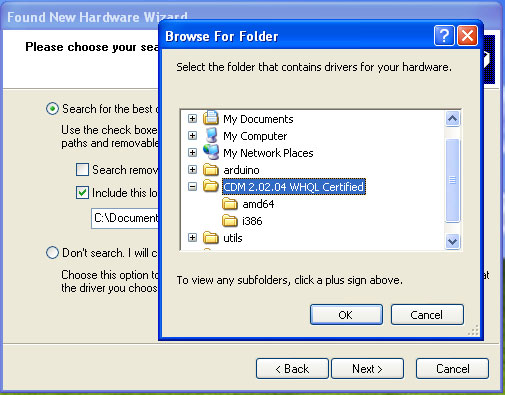 Found New Hardware Wizard
Please choose your sea
Search for the best
Use the check boxe
paths and removable
Search remov
Include this lo
C:\Document
Don't search. I will c
Choose this option to
the driver you choos
at
Browse For Folder
Select the folder that contains drivers for your hardware.
My Documents
My Computer
My Network Places
arduino
CDM 2.02.04 WHQL Certified
amd64
i386
utils
To view any subfolders, click a plus sign above.
OK
Cancel
< Back
Next >
Cancel